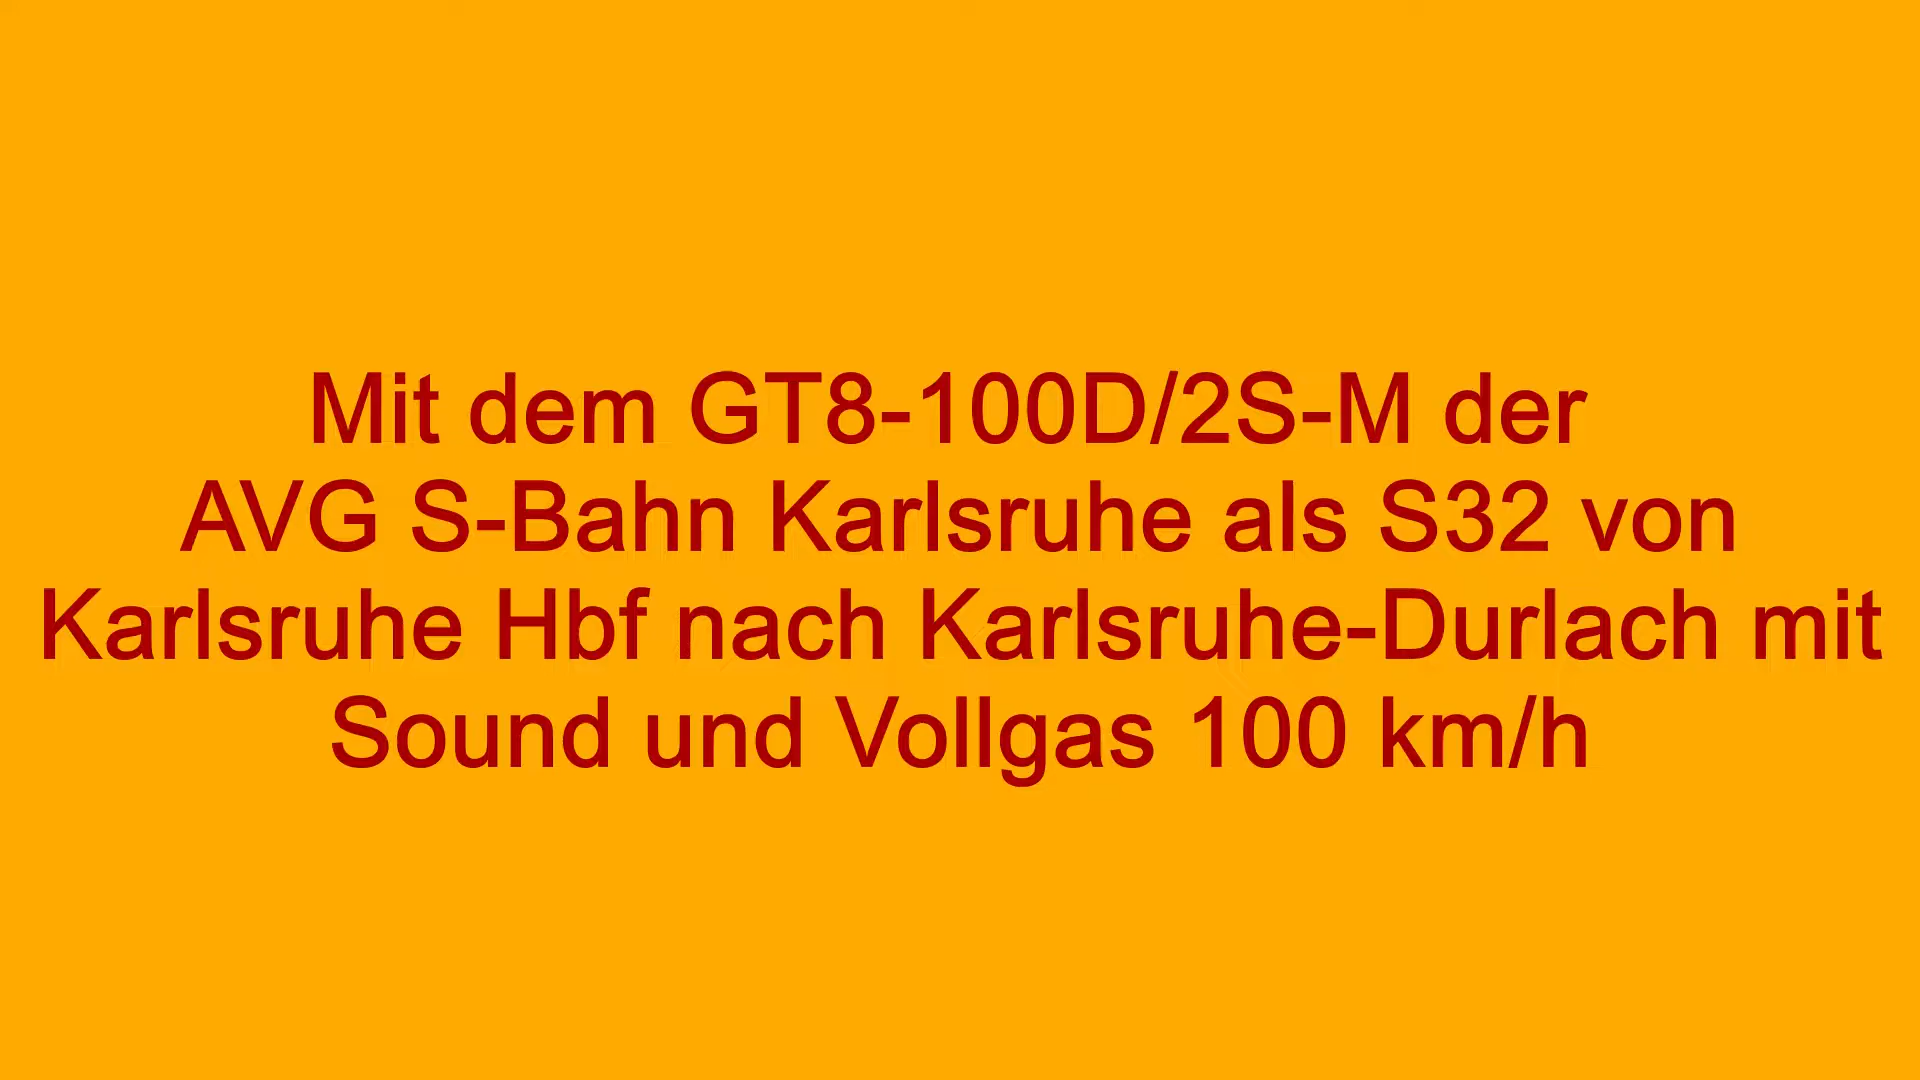 Mit dem GT8-100D/2S-M der
AVG S-Bahn Karlsruhe als S32 von
Karlsruhe Hbf nach Karlsruhe-Durlach mit
Sound und Vollgas 100 km/h